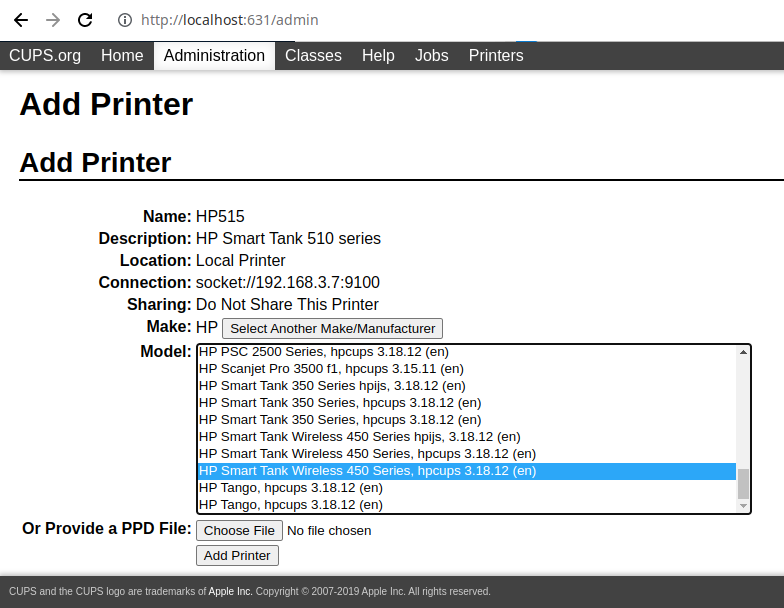 http://localhost:631/admin
CUPS.org Home Administration Classes Help Jobs Printers
Add Printer
Add Printer
Name: HP515
Description: HP Smart Tank 510 series
Location: Local Printer
Connection: socket://192.168.3.7:9100
Sharing: Do Not Share This Printer
Make: HP Select Another Make/Manufacturer
Model:
HP PSC 2500 Series, hpcups 3.18.12 (en)
HP Scanjet Pro 3500 f1, hpcups 3.15.11 (en)
HP Smart Tank 350 Series hpijs, 3.18.12 (en)
HP Smart Tank 350 Series, hpcups 3.18.12 (en)
HP Smart Tank 350 Series, hpcups 3.18.12 (en)
HP Smart Tank Wireless 450 Series hpijs, 3.18.12 (en)
HP Smart Tank Wireless 450 Series, hpcups 3.18.12 (en)
HP Smart Tank Wireless 450 Series, hpcups 3.18.12 (en)
HP Tango, hpcups 3.18.12 (en)
HP Tango, hpcups 3.18.12 (en)
Or Provide a PPD File: Choose File No file chosen
Add Printer
CUPS and the CUPS logo are trademarks of Apple Inc. Copyright © 2007-2019 Apple Inc. All rights reserved.